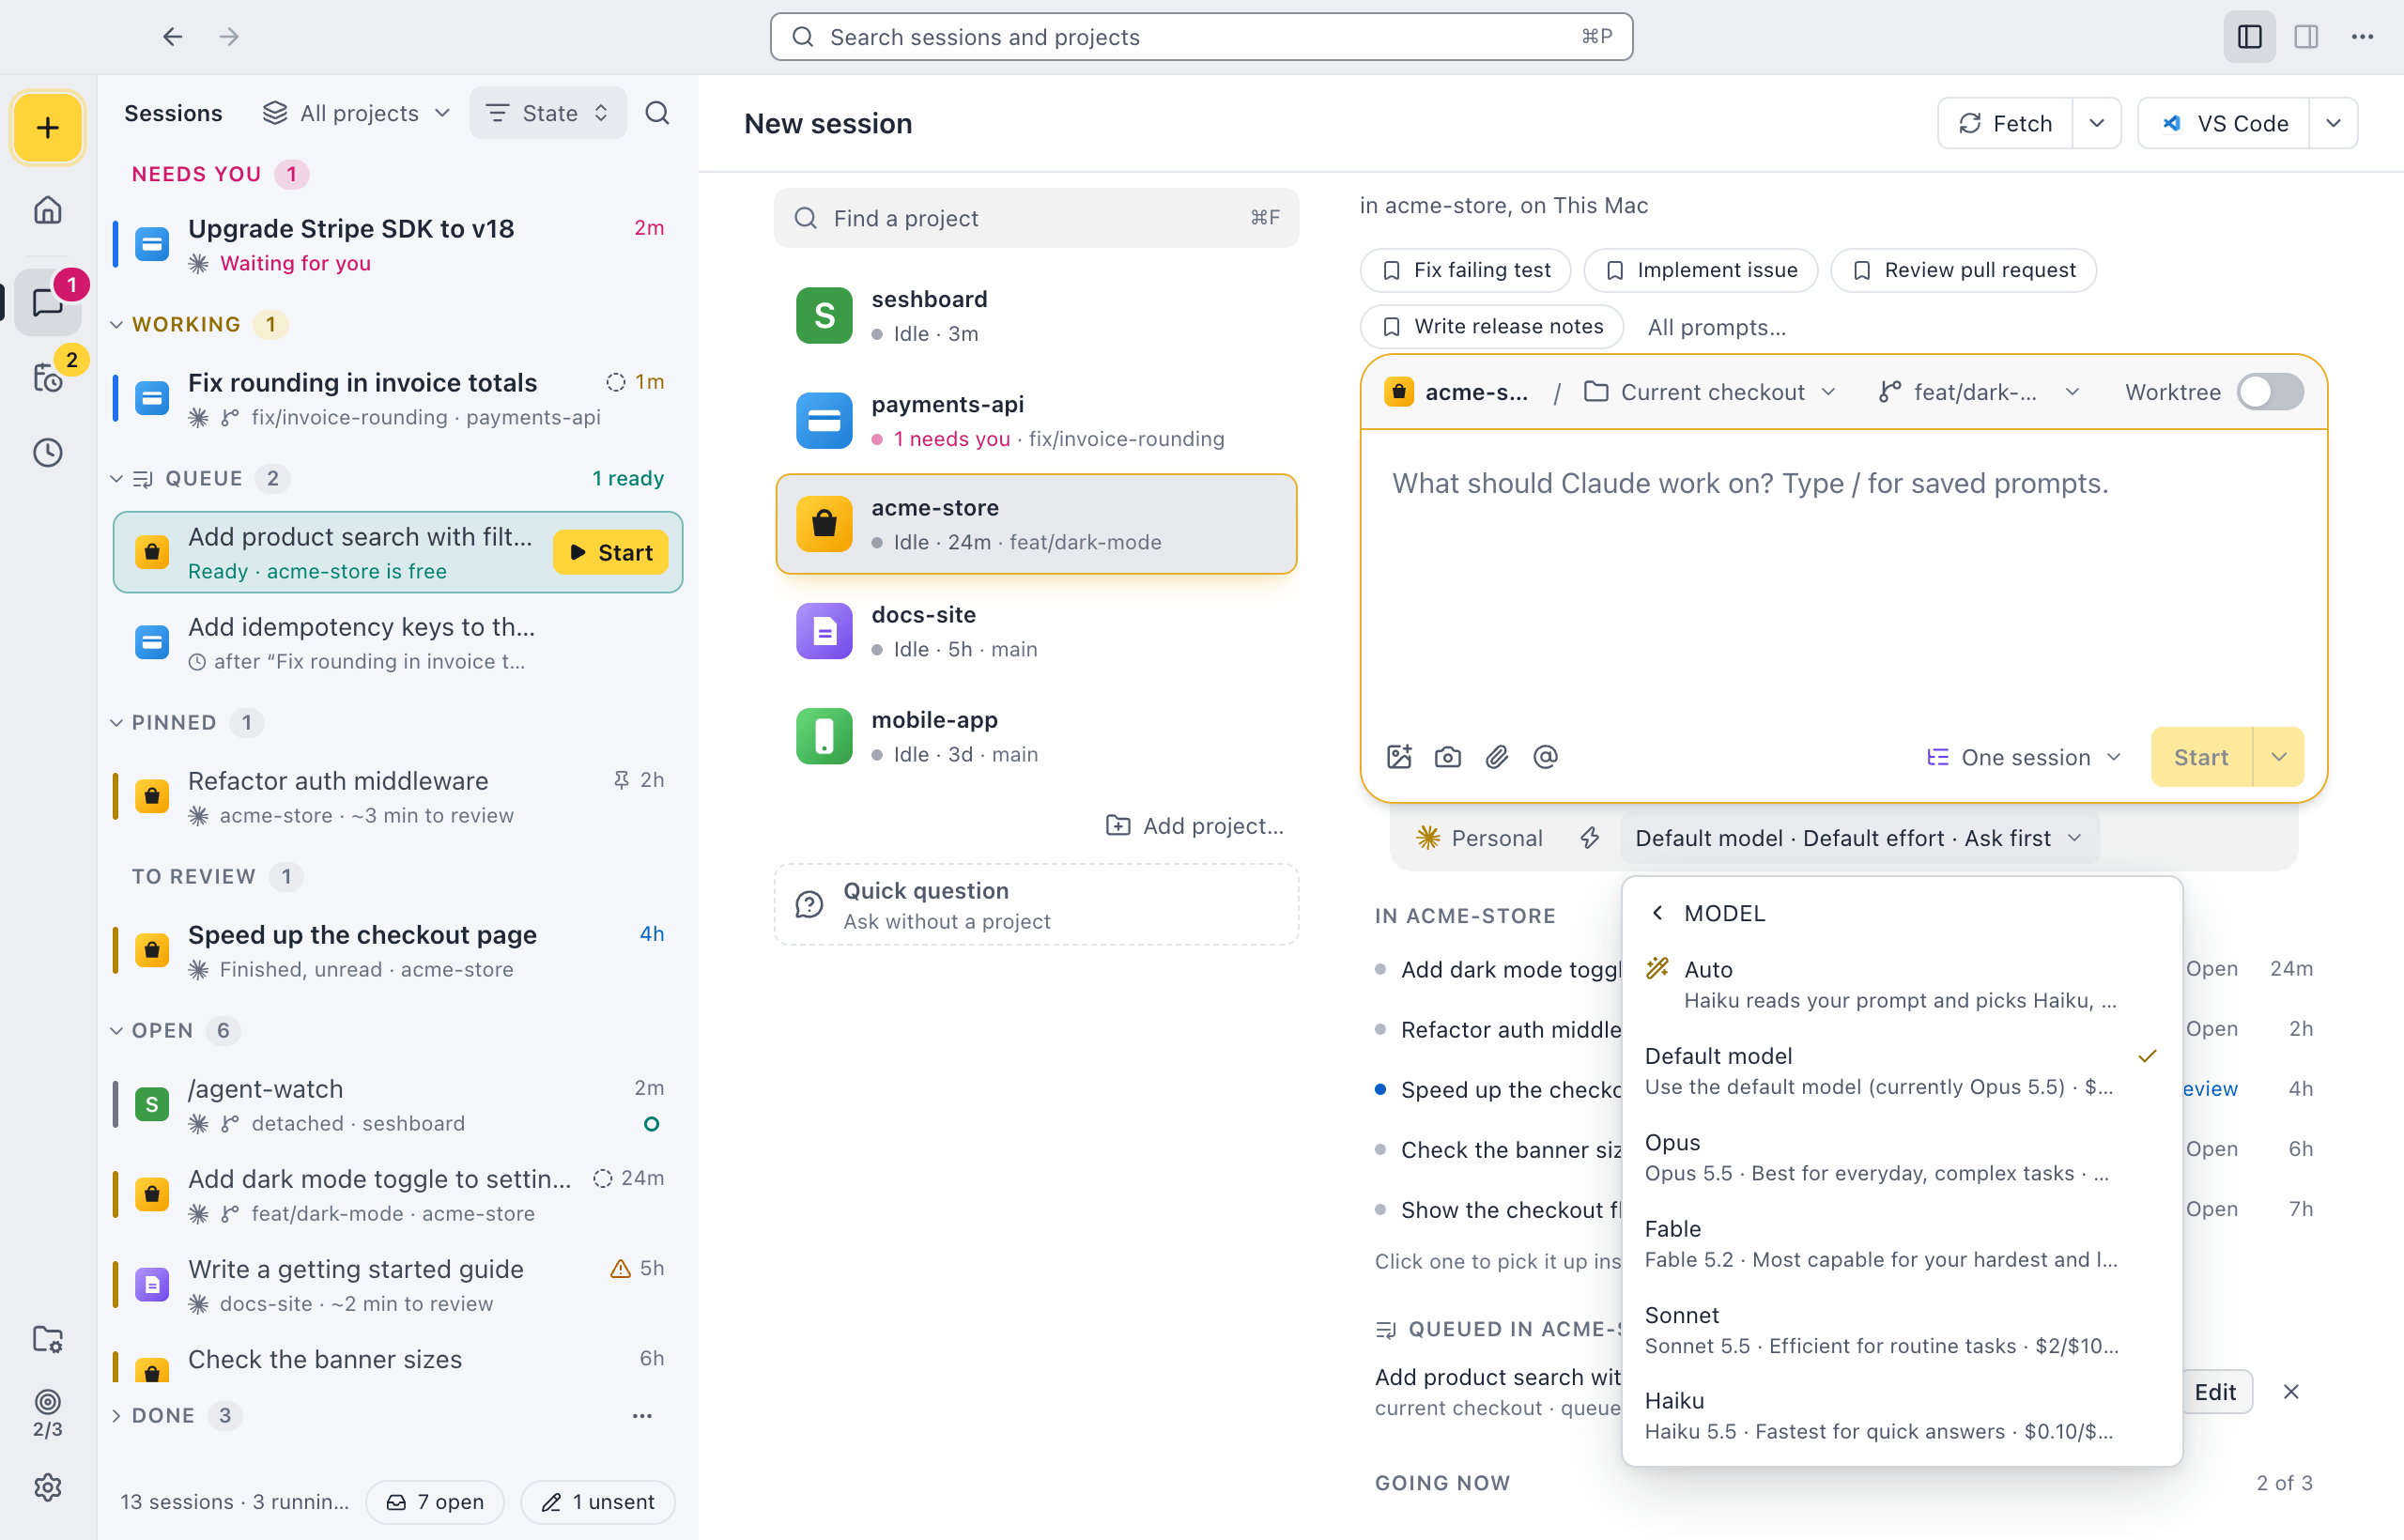 Search sessions and projects ⌘P
Sessions
All projects
State
NEEDS YOU 1
Upgrade Stripe SDK to v18 2m
Waiting for you
1
WORKING 1
2
Fix rounding in invoice totals 1m
fix/invoice-rounding · payments-api
QUEUE 2 1 ready
Add product search with filt... Start
Ready · acme-store is free
Add idempotency keys to th...
after “Fix rounding in invoice t...
PINNED 1
Refactor auth middleware 2h
acme-store · ~3 min to review
TO REVIEW 1
Speed up the checkout page 4h
Finished, unread · acme-store
OPEN 6
S
/agent-watch 2m
detached · seshboard
Add dark mode toggle to settin... 24m
feat/dark-mode · acme-store
Write a getting started guide 5h
docs-site · ~2 min to review
Check the banner sizes 6h
2/3
DONE 3
13 sessions · 3 runnin... 7 open 1 unsent
New session
Fetch
VS Code
Find a project ⌘F
S
seshboard
Idle · 3m
payments-api
1 needs you · fix/invoice-rounding
acme-store
Idle · 24m · feat/dark-mode
docs-site
Idle · 5h · main
mobile-app
Idle · 3d · main
Add project...
Quick question
Ask without a project
in acme-store, on This Mac
Fix failing test Implement issue Review pull request
Write release notes All prompts...
acme-s... / Current checkout feat/dark-... Worktree
What should Claude work on? Type / for saved prompts.
One session Start
Personal Default model · Default effort · Ask first
IN ACME-STORE
Add dark mode toggl Open 24m
Refactor auth middle Open 2h
Speed up the checko eview 4h
Check the banner siz Open 6h
Show the checkout fl Open 7h
Click one to pick it up ins
QUEUED IN ACME-S
Add product search wit
current checkout · queue
Edit
GOING NOW 2 of 3
MODEL
Auto
Haiku reads your prompt and picks Haiku, ...
Default model
Use the default model (currently Opus 5.5) · $...
Opus
Opus 5.5 · Best for everyday, complex tasks · ...
Fable
Fable 5.2 · Most capable for your hardest and l...
Sonnet
Sonnet 5.5 · Efficient for routine tasks · $2/$10...
Haiku
Haiku 5.5 · Fastest for quick answers · $0.10/$...